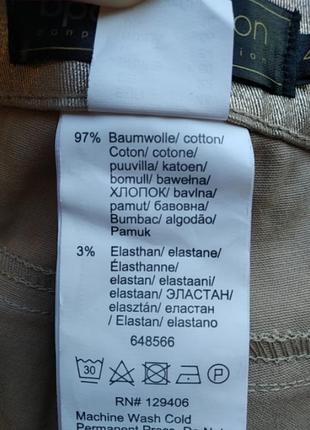 97% Baumwolle/ cotton/
Coton/ cotone/
puuvilla/ katoen/
bomull/ bawełna/
ХЛОПОК/ bavlna/
pamut/ бавовна/
Bumbac/ algodão/
Pamuk
3% Elasthan/ elastane/
Élasthanne/
elastan/ elastaani/
elastaan/ ЭЛАСТАН/
elasztán/ еластан
/ Elastan/ elastano
648566
30
RN# 129406
Machine Wash Cold